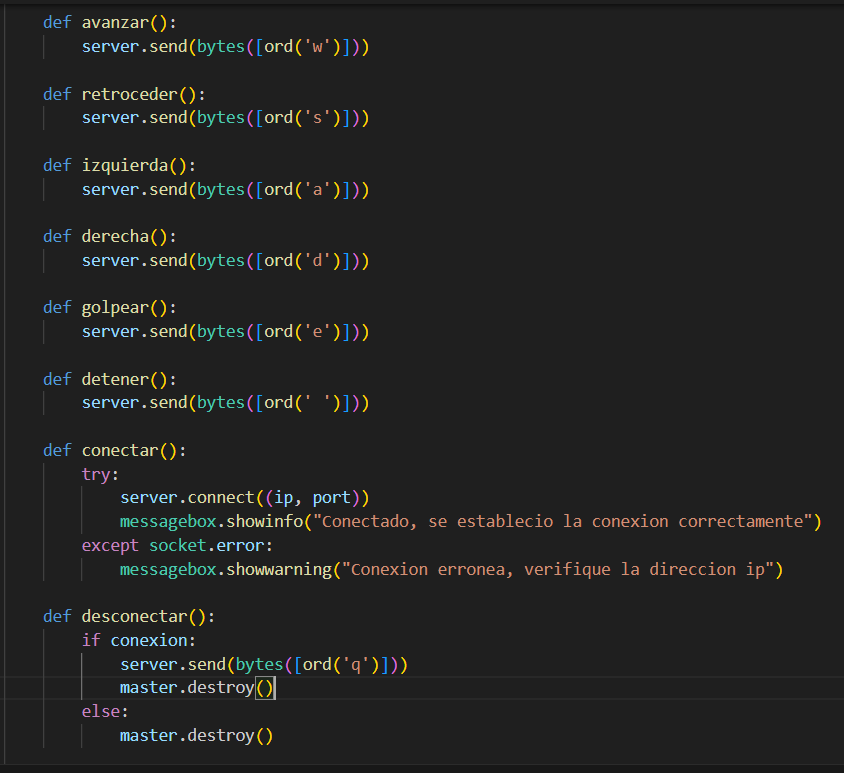 def avanzar():
    server.send(bytes([ord('w')]))
def retroceder():
    server.send(bytes([ord('s')]))
def izquierda():
    server.send(bytes([ord('a')]))
def derecha():
    server.send(bytes([ord('d')]))
def golpear():
    server.send(bytes([ord('e')]))
def detener():
    server.send(bytes([ord(' ')]))
def conectar():
    try:
        server.connect((ip, port))
        messagebox.showinfo("Conectado, se establecio la conexion correctamente")
    except socket.error:
        messagebox.showwarning("Conexion erronea, verifique la direccion ip")
def desconectar():
    if conexion:
        server.send(bytes([ord('q')]))
        master.destroy()
    else:
        master.destroy()